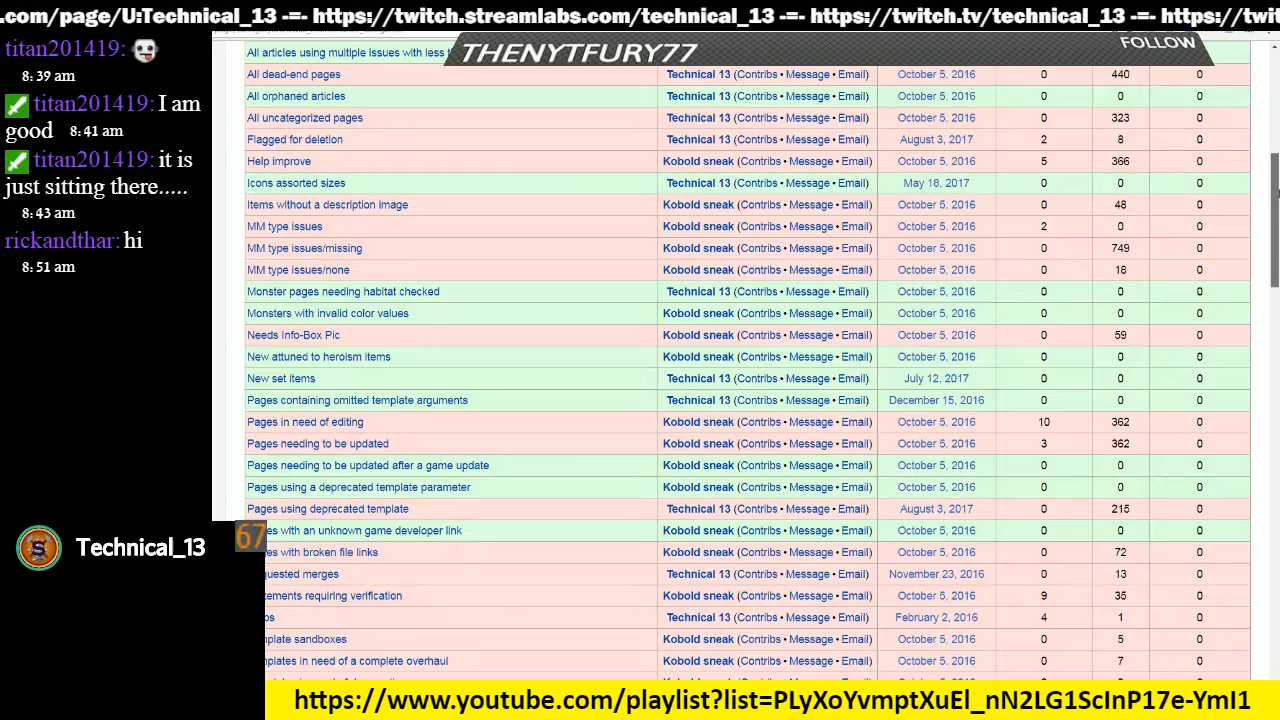 .com/page/U:Technical_13 -=- https://twitch.streamlabs.com/technical_13 -=- https://twitch.tv/technical_13 -=- https://twit
titan201419:
8:39 am
titan201419: I am
good 8:41 am
titan201419: it is
just sitting there.....
8:43 am
rickandthar: hi
8:51 am
THENYTFURY77
FOLLOW
All articles using multiple issues with less t
All dead-end pages Technical 13 (Contribs • Message • Email) October 5, 2016 0 440 0
All orphaned articles Technical 13 (Contribs • Message • Email) October 5, 2016 0 0 0
All uncategorized pages Technical 13 (Contribs • Message • Email) October 5, 2016 0 323 0
Flagged for deletion Technical 13 (Contribs • Message • Email) August 3, 2017 2 8 0
Help improve Kobold sneak (Contribs • Message • Email) October 5, 2016 5 366 0
Icons assorted sizes Technical 13 (Contribs • Message • Email) May 18, 2017 0 0 0
Items without a description image Kobold sneak (Contribs • Message • Email) October 5, 2016 0 48 0
MM type issues Kobold sneak (Contribs • Message • Email) October 5, 2016 2 0 0
MM type issues/missing Kobold sneak (Contribs • Message • Email) October 5, 2016 0 749 0
MM type issues/none Kobold sneak (Contribs • Message • Email) October 5, 2016 0 18 0
Monster pages needing habitat checked Technical 13 (Contribs • Message • Email) October 5, 2016 0 0 0
Monsters with invalid color values Kobold sneak (Contribs • Message • Email) October 5, 2016 0 0 0
Needs Info-Box Pic Kobold sneak (Contribs • Message • Email) October 5, 2016 0 59 0
New attuned to heroism items Kobold sneak (Contribs • Message • Email) October 5, 2016 0 0 0
New set items Technical 13 (Contribs • Message • Email) July 12, 2017 0 0 0
Pages containing omitted template arguments Technical 13 (Contribs • Message • Email) December 15, 2016 0 0 0
Pages in need of editing Kobold sneak (Contribs • Message • Email) October 5, 2016 10 362 0
Pages needing to be updated Kobold sneak (Contribs • Message • Email) October 5, 2016 3 362 0
Pages needing to be updated after a game update Kobold sneak (Contribs • Message • Email) October 5, 2016 0 0 0
Pages using a deprecated template parameter Kobold sneak (Contribs • Message • Email) October 5, 2016 0 0 0
Pages using deprecated template Technical 13 (Contribs • Message • Email) August 3, 2017 0 215 0
es with an unknown game developer link Kobold sneak (Contribs • Message • Email) October 5, 2016 0 0 0
es with broken file links Kobold sneak (Contribs • Message • Email) October 5, 2016 0 72 0
quested merges Technical 13 (Contribs • Message • Email) November 23, 2016 0 13 0
tements requiring verification Kobold sneak (Contribs • Message • Email) October 5, 2016 9 35 0
bs Technical 13 (Contribs • Message • Email) February 2, 2016 4 1 0
mplate sandboxes Kobold sneak (Contribs • Message • Email) October 5, 2016 0 5 0
mplates in need of a complete overhaul Kobold sneak (Contribs • Message • Email) October 5, 2016 0 7 0
Technical_13
67
https://www.youtube.com/playlist?list=PLyXoYvmptXuEl_nN2LG1ScInP17e-YmI1